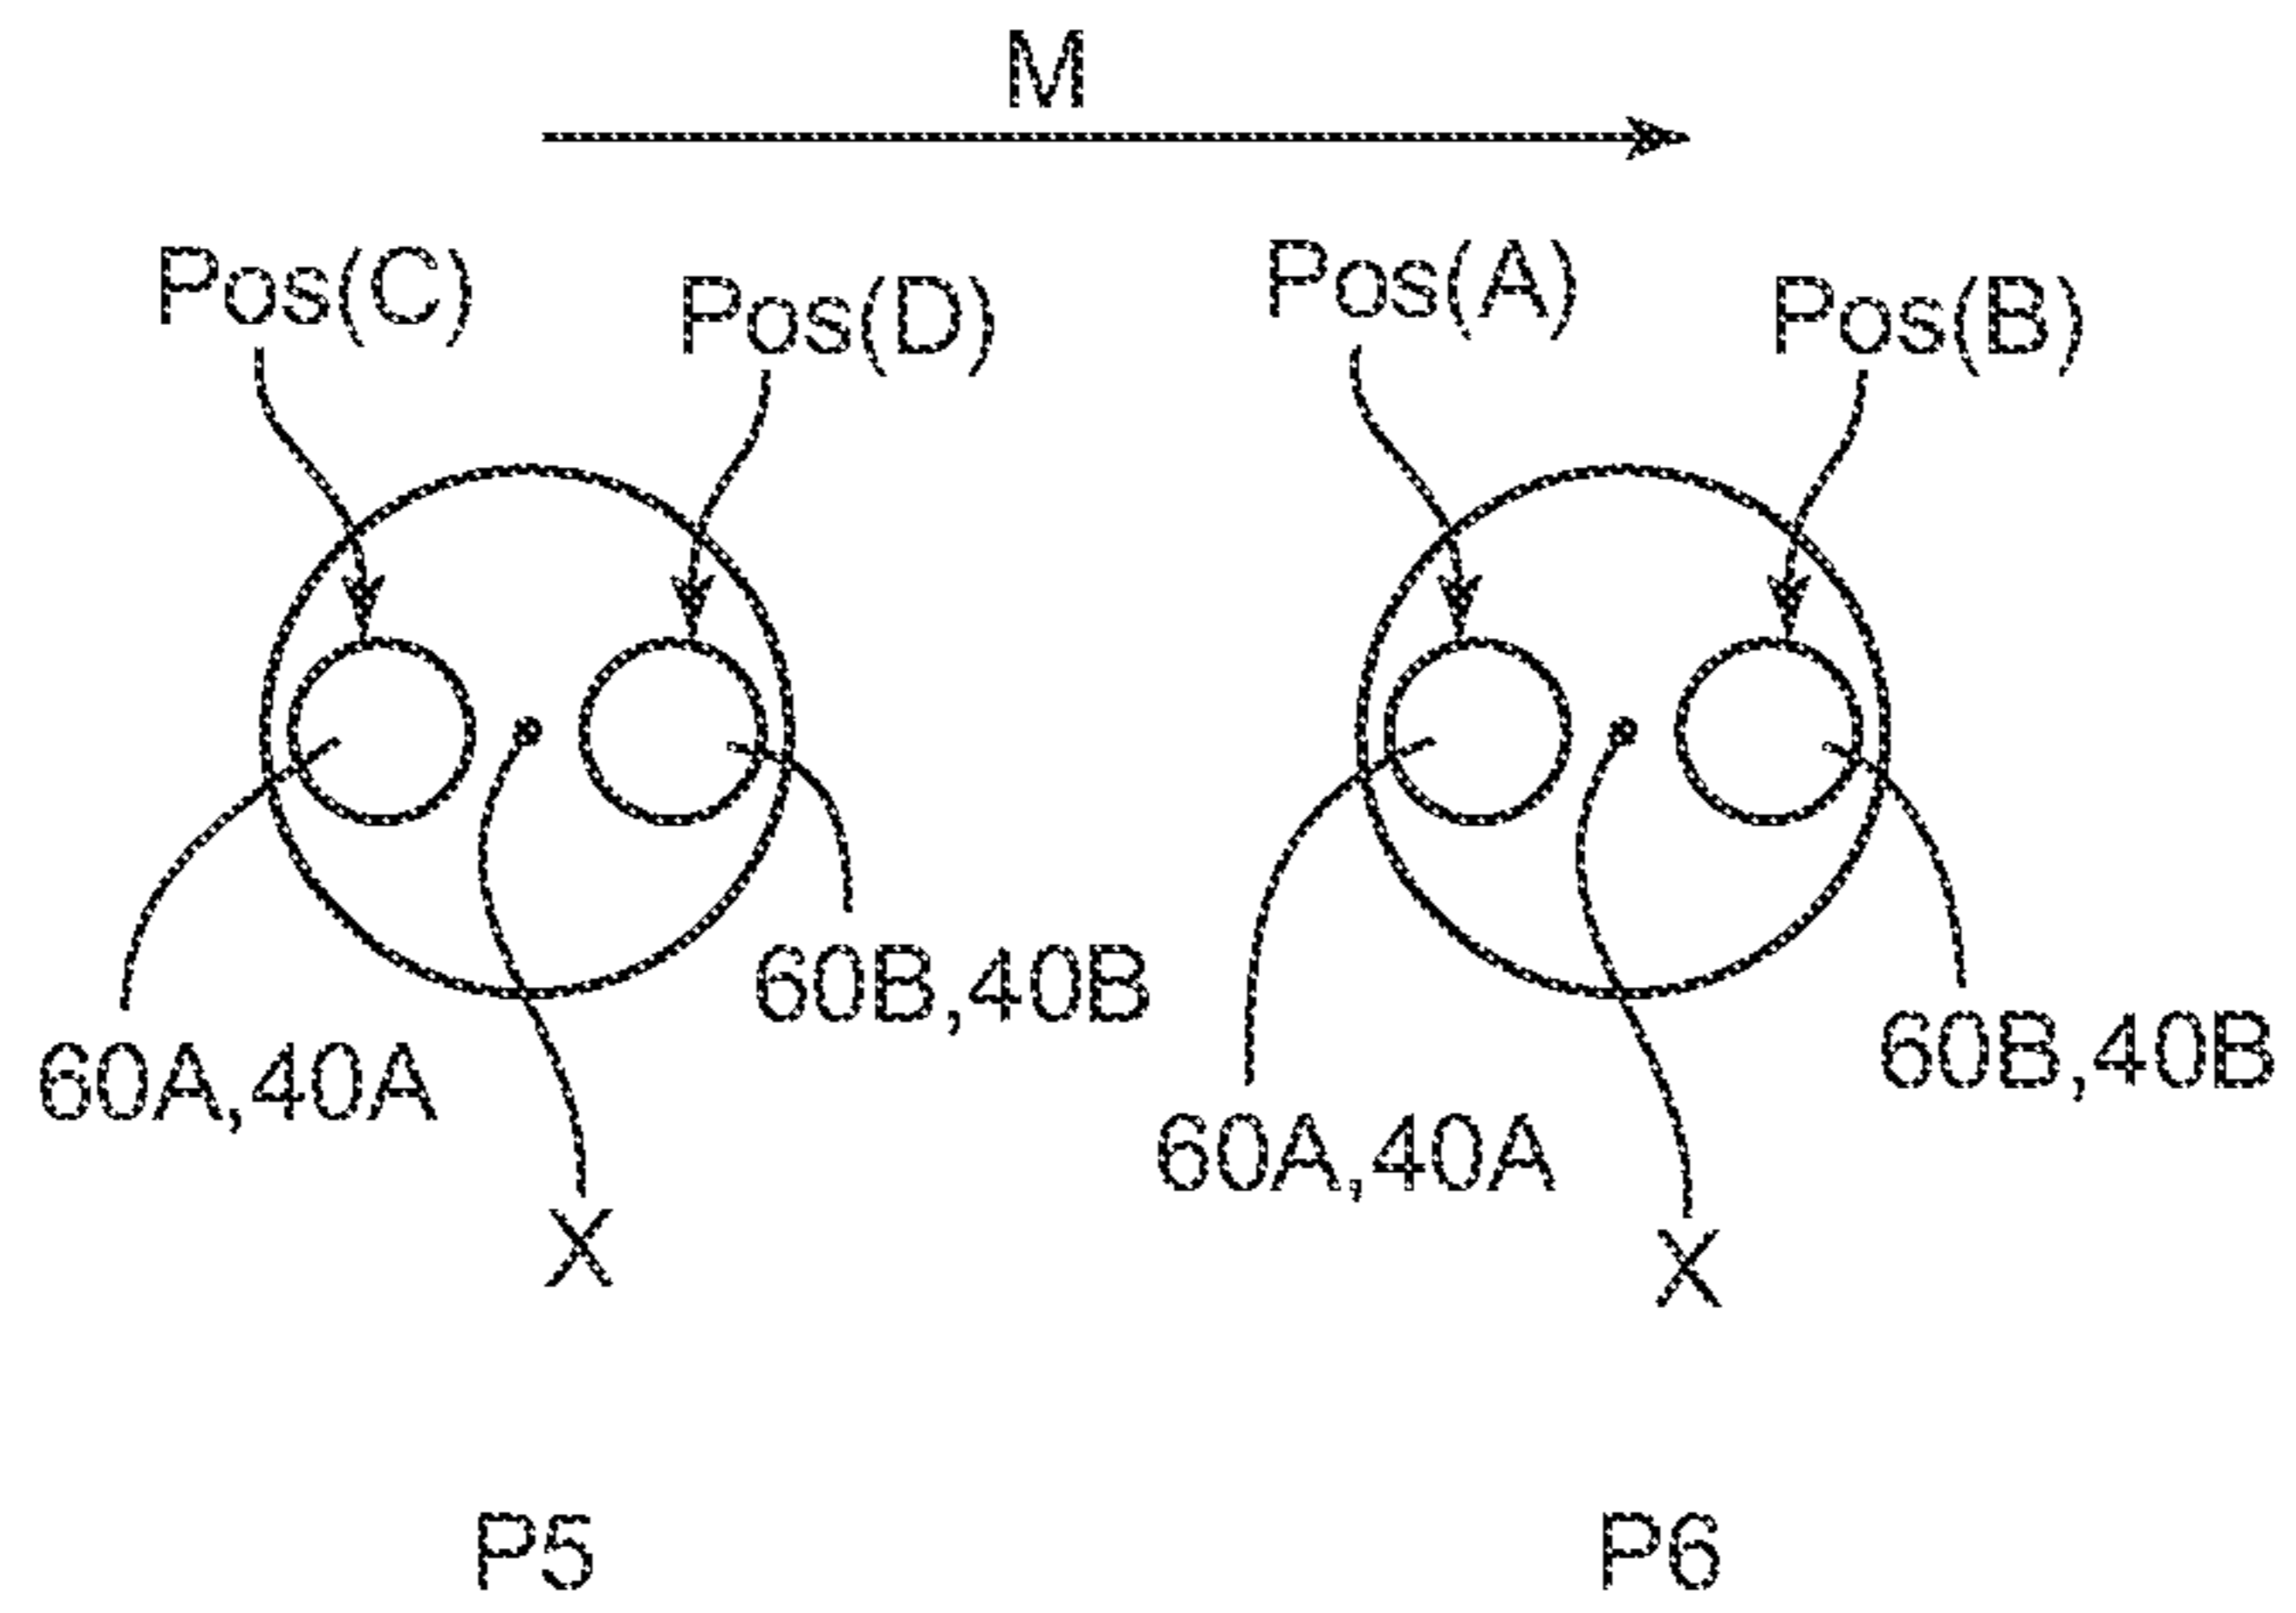 M
Pos(C)
Pos(D)
Pos(A)
Pos(B)
60A,40A
60B,40B
X
60A,40A
60B,40B
X
P5
P6